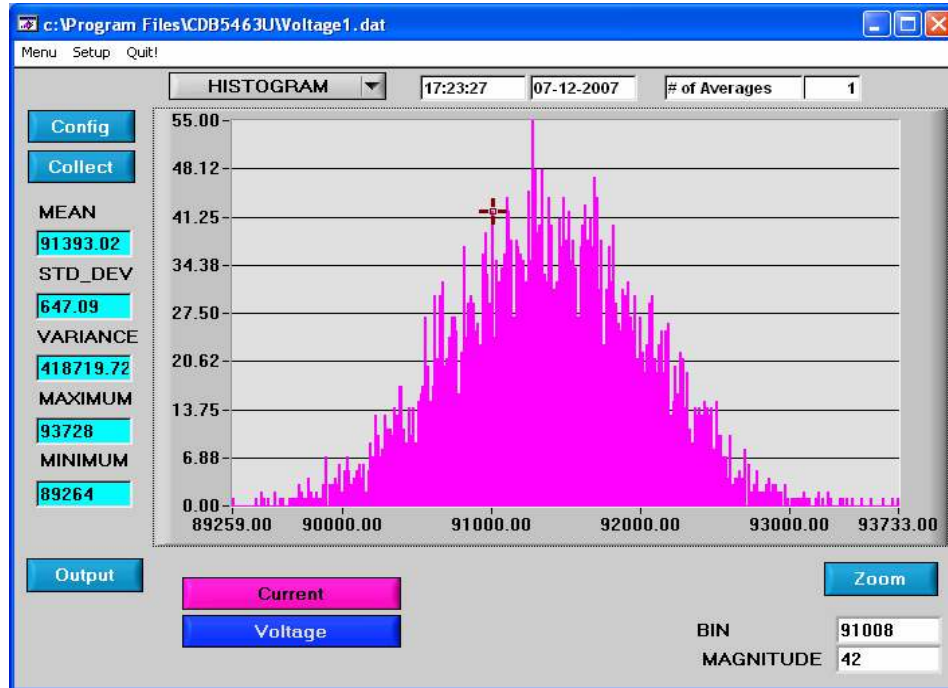 c:\Program Files\CDB5463U\Voltage1.dat
Menu Setup Quit!
HISTOGRAM 17:23:27 07-12-2007 # of Averages 1
Config
Collect
MEAN
91393.02
STD_DEV
647.09
VARIANCE
418719.72
MAXIMUM
93728
MINIMUM
89264
55.00
48.12
41.25
34.38
27.50
20.62
13.75
6.88
0.00
89259.00 90000.00 91000.00 92000.00 93000.00 93733.00
Output
Current
Voltage
Zoom
BIN 91008
MAGNITUDE 42